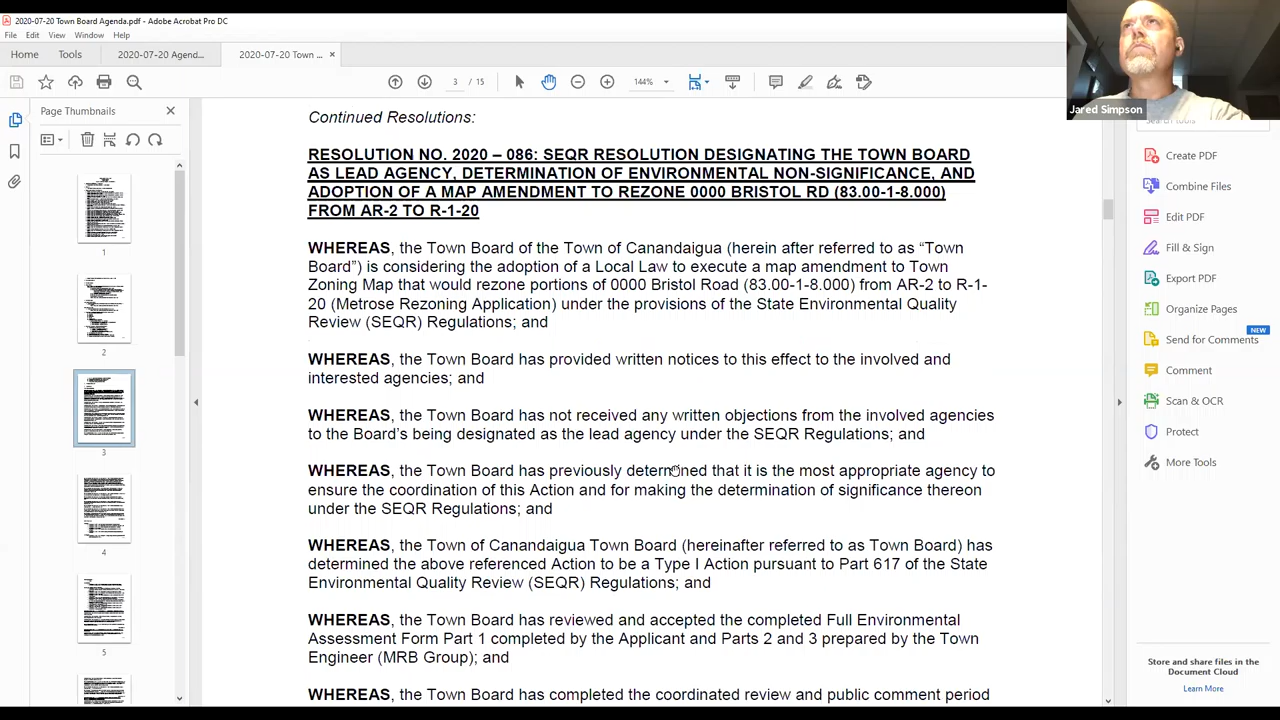 2020-07-20 Town Board Agenda.pdf - Adobe Acrobat Pro DC
File Edit View Window Help
Home Tools 2020-07-20 Agend... 2020-07-20 Town ... ×
3 / 15 144%
Jared Simpson
Page Thumbnails
1
2
3
4
5
Continued Resolutions:
RESOLUTION NO. 2020 – 086: SEQR RESOLUTION DESIGNATING THE TOWN BOARD
AS LEAD AGENCY, DETERMINATION OF ENVIRONMENTAL NON-SIGNIFICANCE, AND
ADOPTION OF A MAP AMENDMENT TO REZONE 0000 BRISTOL RD (83.00-1-8.000)
FROM AR-2 TO R-1-20
WHEREAS, the Town Board of the Town of Canandaigua (herein after referred to as “Town
Board”) is considering the adoption of a Local Law to execute a map amendment to Town
Zoning Map that would rezone portions of 0000 Bristol Road (83.00-1-8.000) from AR-2 to R-1-
20 (Metrose Rezoning Application) under the provisions of the State Environmental Quality
Review (SEQR) Regulations; and
WHEREAS, the Town Board has provided written notices to this effect to the involved and
interested agencies; and
WHEREAS, the Town Board has not received any written objections from the involved agencies
to the Board’s being designated as the lead agency under the SEQR Regulations; and
WHEREAS, the Town Board has previously determined that it is the most appropriate agency to
ensure the coordination of this Action and for making the determination of significance thereon
under the SEQR Regulations; and
WHEREAS, the Town of Canandaigua Town Board (hereinafter referred to as Town Board) has
determined the above referenced Action to be a Type I Action pursuant to Part 617 of the State
Environmental Quality Review (SEQR) Regulations; and
WHEREAS, the Town Board has reviewed and accepted the completed Full Environmental
Assessment Form Part 1 completed by the Applicant and Parts 2 and 3 prepared by the Town
Engineer (MRB Group); and
WHEREAS, the Town Board has completed the coordinated review and public comment period
Search tools
Create PDF
Combine Files
Edit PDF
Fill & Sign
Export PDF
Organize Pages
NEW
Send for Comments
Comment
Scan & OCR
Protect
More Tools
Store and share files in the
Document Cloud
Learn More